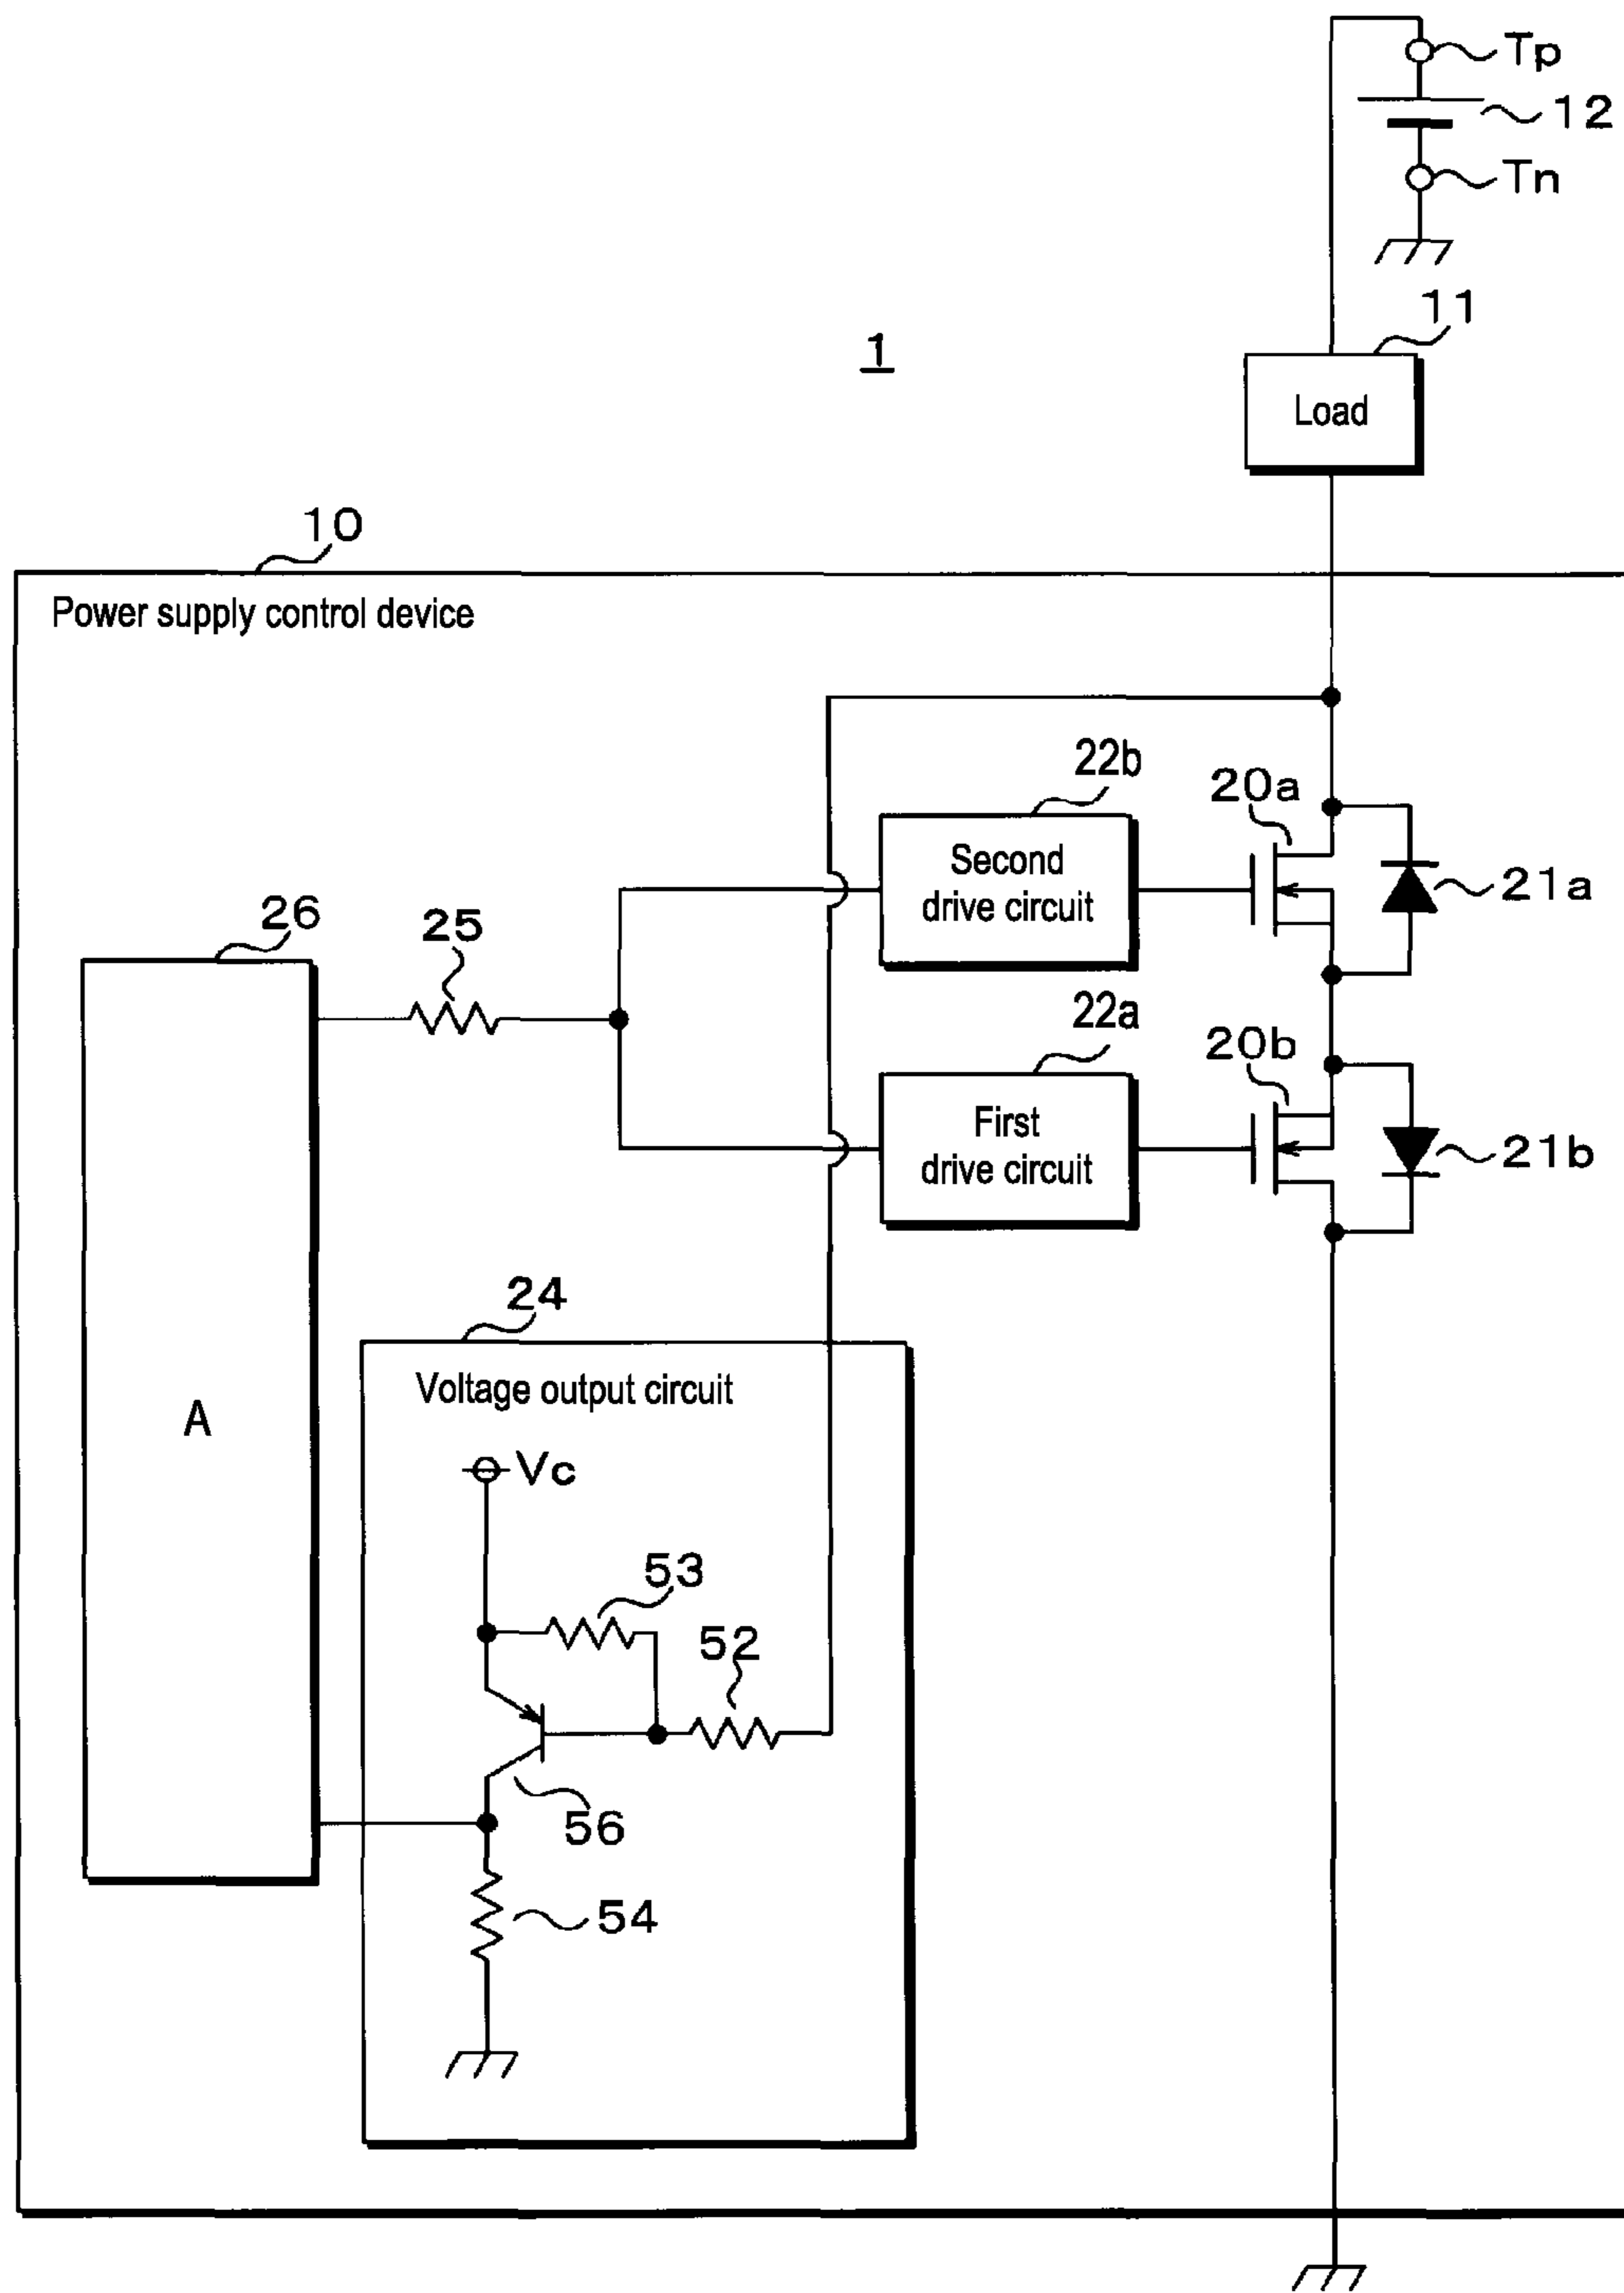 Tp
12
Tn
11
1
Load
10
Power supply control device
22b
20a
Second
drive circuit
21a
26
25
22a
20b
First
drive circuit
21b
24
A
Voltage output circuit
Vc
53
52
56
54